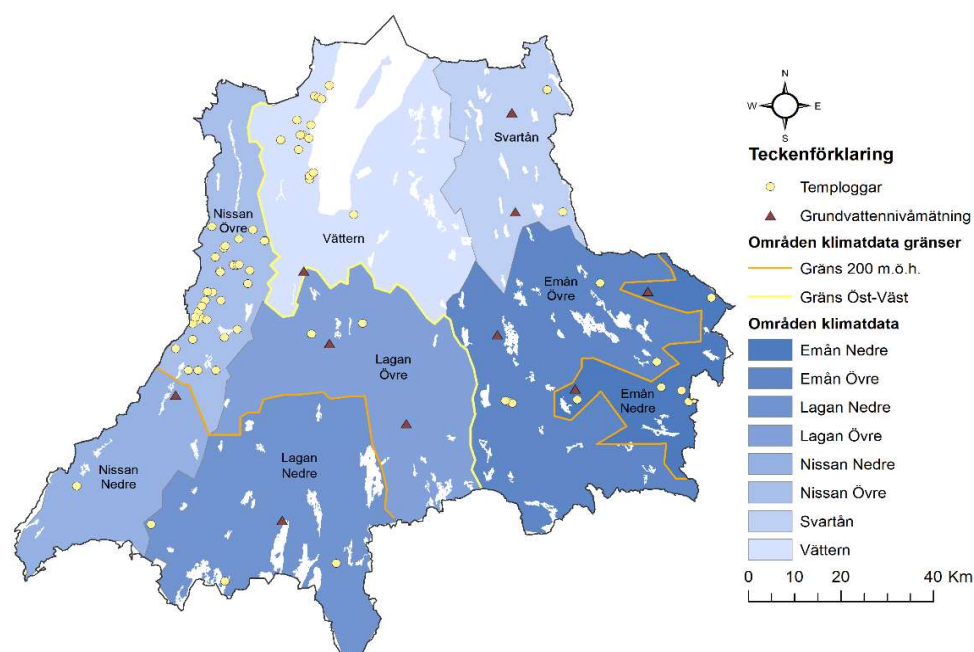 Svartån
Nissan
Övre
Vättern
Emån
Övre
Lagan
Övre
Emån
Nedre
Nissan
Nedre
Lagan
Nedre
N
W E
S
Teckenförklaring
Temploggar
Grundvattennivåmätning
Områden klimatdata gränser
Gräns 200 m.ö.h.
Gräns Öst-Väst
Områden klimatdata
Emån Nedre
Emån Övre
Lagan Nedre
Lagan Övre
Nissan Nedre
Nissan Övre
Svartån
Vättern
0 10 20 40 Km